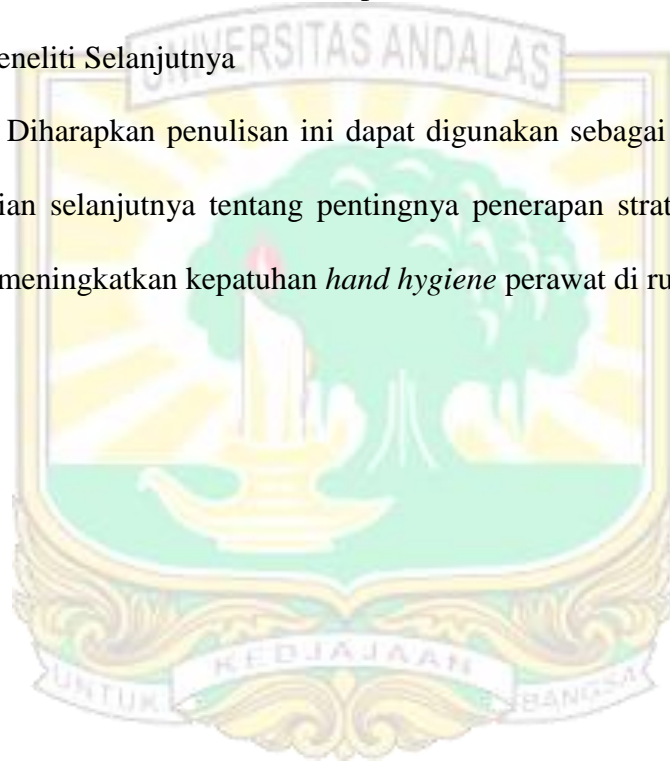 UNIVERSITAS ANDALAS
eneliti Selanjutnya
Diharapkan penulisan ini dapat digunakan sebagai
ian selanjutnya tentang pentingnya penerapan strat
meningkatkan kepatuhan hand hygiene perawat di ru
KEDJAJAAN
UNTUK BANGSA